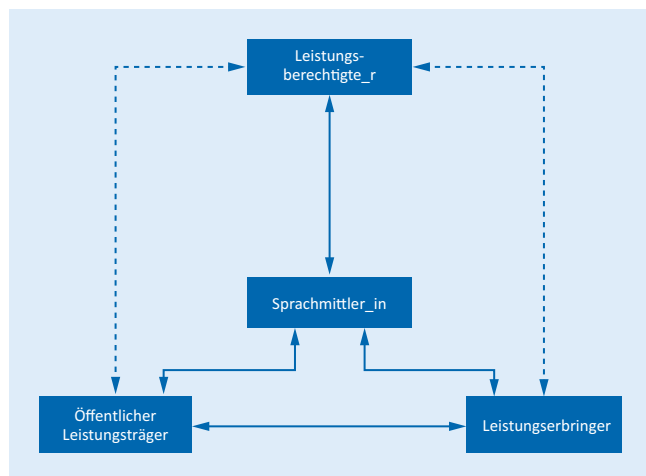 Leistungs-
berechtigte_r
Sprachmittler_in
Öffentlicher
Leistungsträger
Leistungserbringer